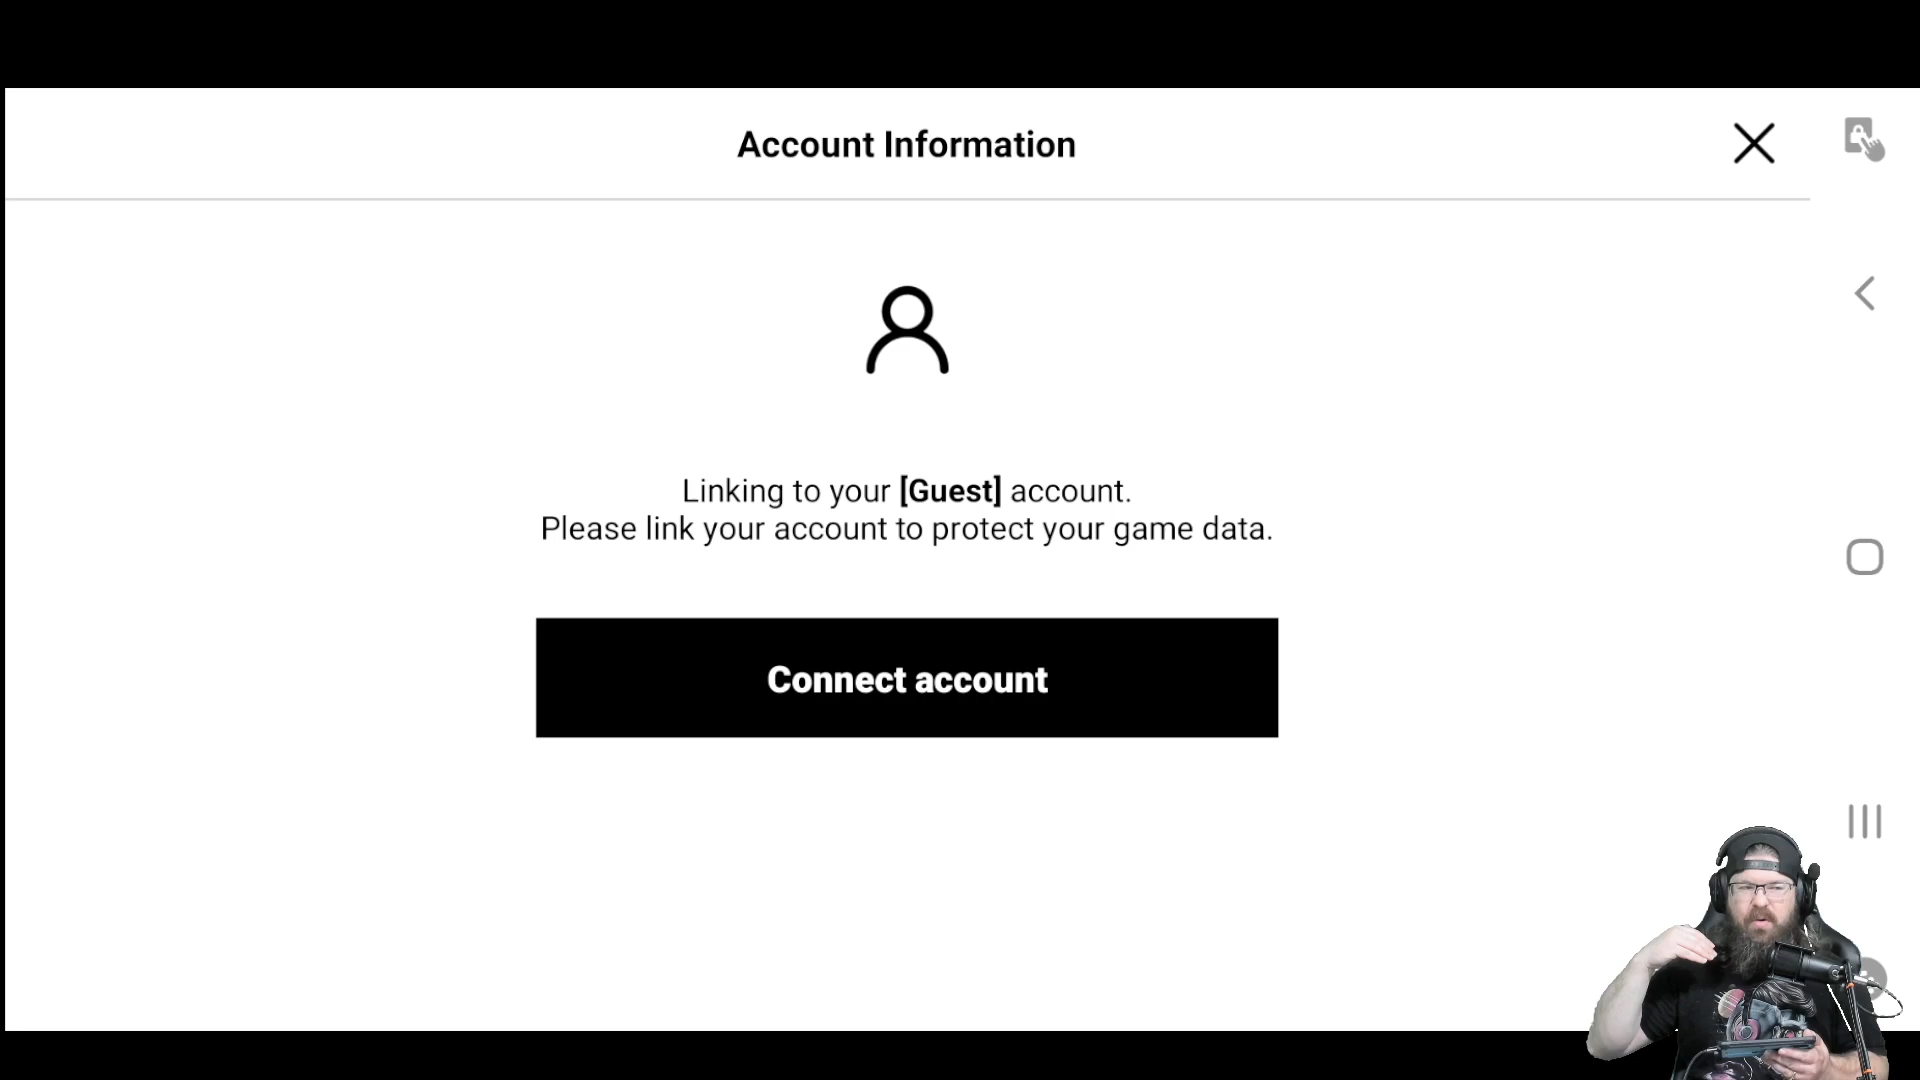 Account Information
Linking to your [Guest] account.
Please link your account to protect your game data.
Connect account